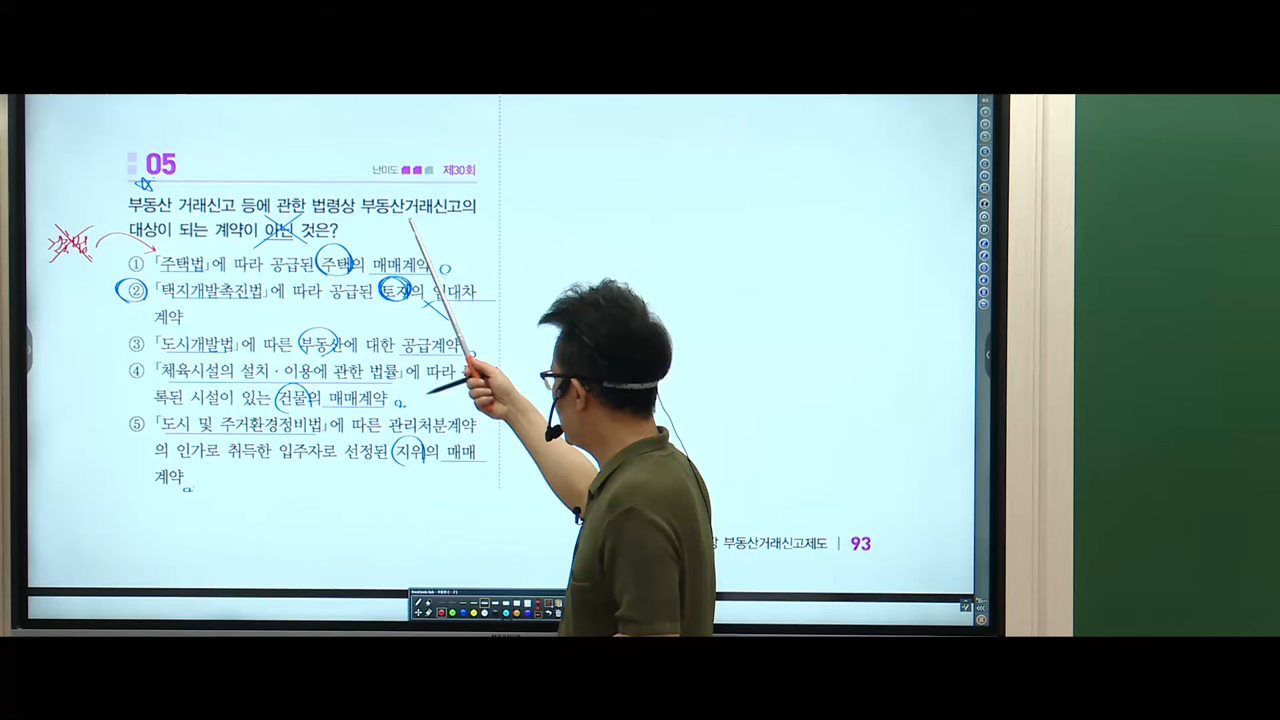 05
난이도 제30회
부동산 거래신고 등에 관한 법령상 부동산거래신고의
대상이 되는 계약이 아닌 것은?
① 「주택법」에 따라 공급된 주택의 매매계약
② 「택지개발촉진법」에 따라 공급된 토지의 임대차
계약
③ 「도시개발법」에 따른 부동산에 대한 공급계약
④ 「체육시설의 설치·이용에 관한 법률」에 따라
록된 시설이 있는 건물의 매매계약
⑤ 「도시 및 주거환경정비법」에 따른 관리처분계약
의 인가로 취득한 입주자로 선정된 지위의 매매
계약
부동산거래신고제도 | 93